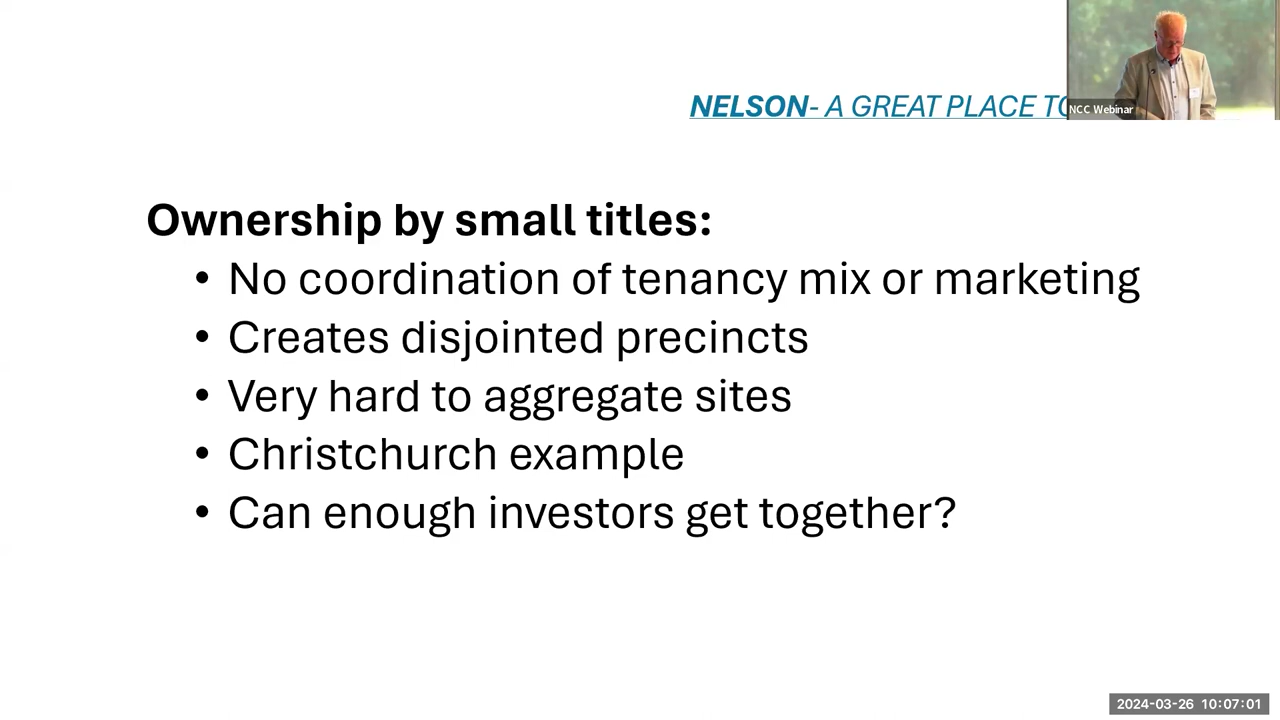 NELSON- A GREAT PLACE TO
NCC Webinar
Ownership by small titles:
• No coordination of tenancy mix or marketing
• Creates disjointed precincts
• Very hard to aggregate sites
• Christchurch example
• Can enough investors get together?
2024-03-26 10:07:01